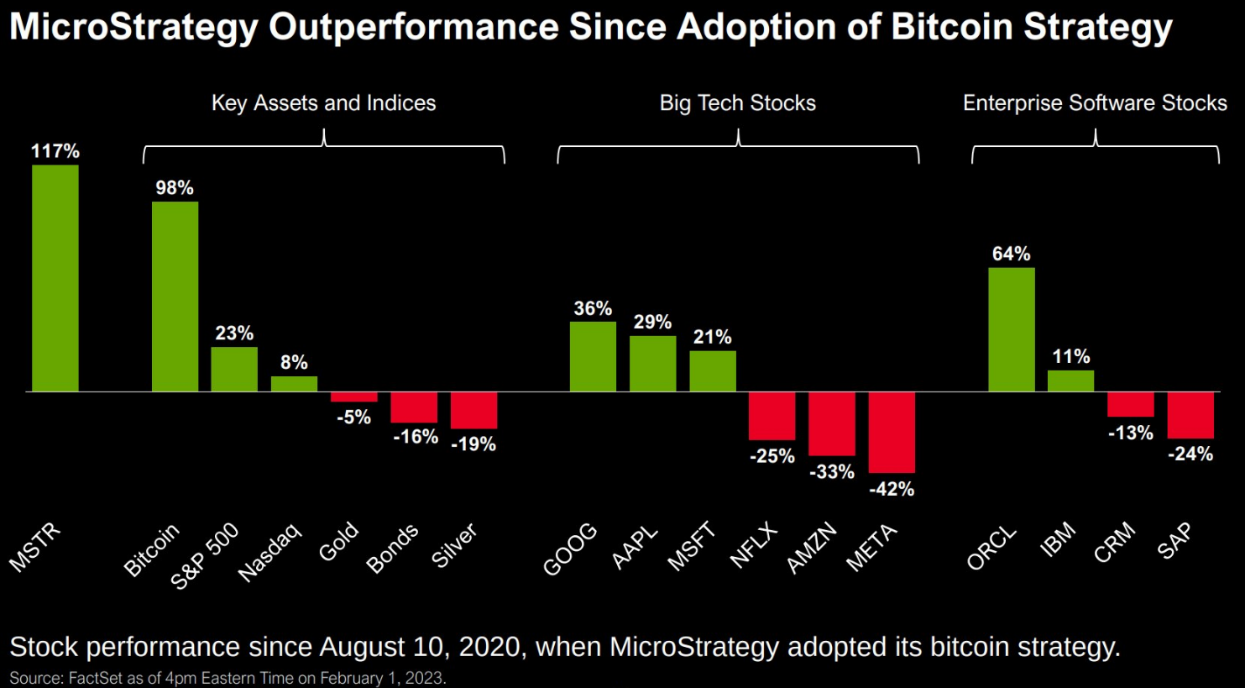 MicroStrategy Outperformance Since Adoption of Bitcoin Strategy
Key Assets and Indices
Big Tech Stocks
Enterprise Software Stocks
117%
98%
23%
8%
-5%
-16%
-19%
36%
29%
21%
-25%
-33%
-42%
64%
11%
-13%
-24%
MSTR
Bitcoin
S&P 500
Nasdaq
Gold
Bonds
Silver
GOOG
AAPL
MSFT
NFLX
AMZN
META
ORCL
IBM
CRM
SAP
Stock performance since August 10, 2020, when MicroStrategy adopted its bitcoin strategy.
Source: FactSet as of 4pm Eastern Time on February 1, 2023.